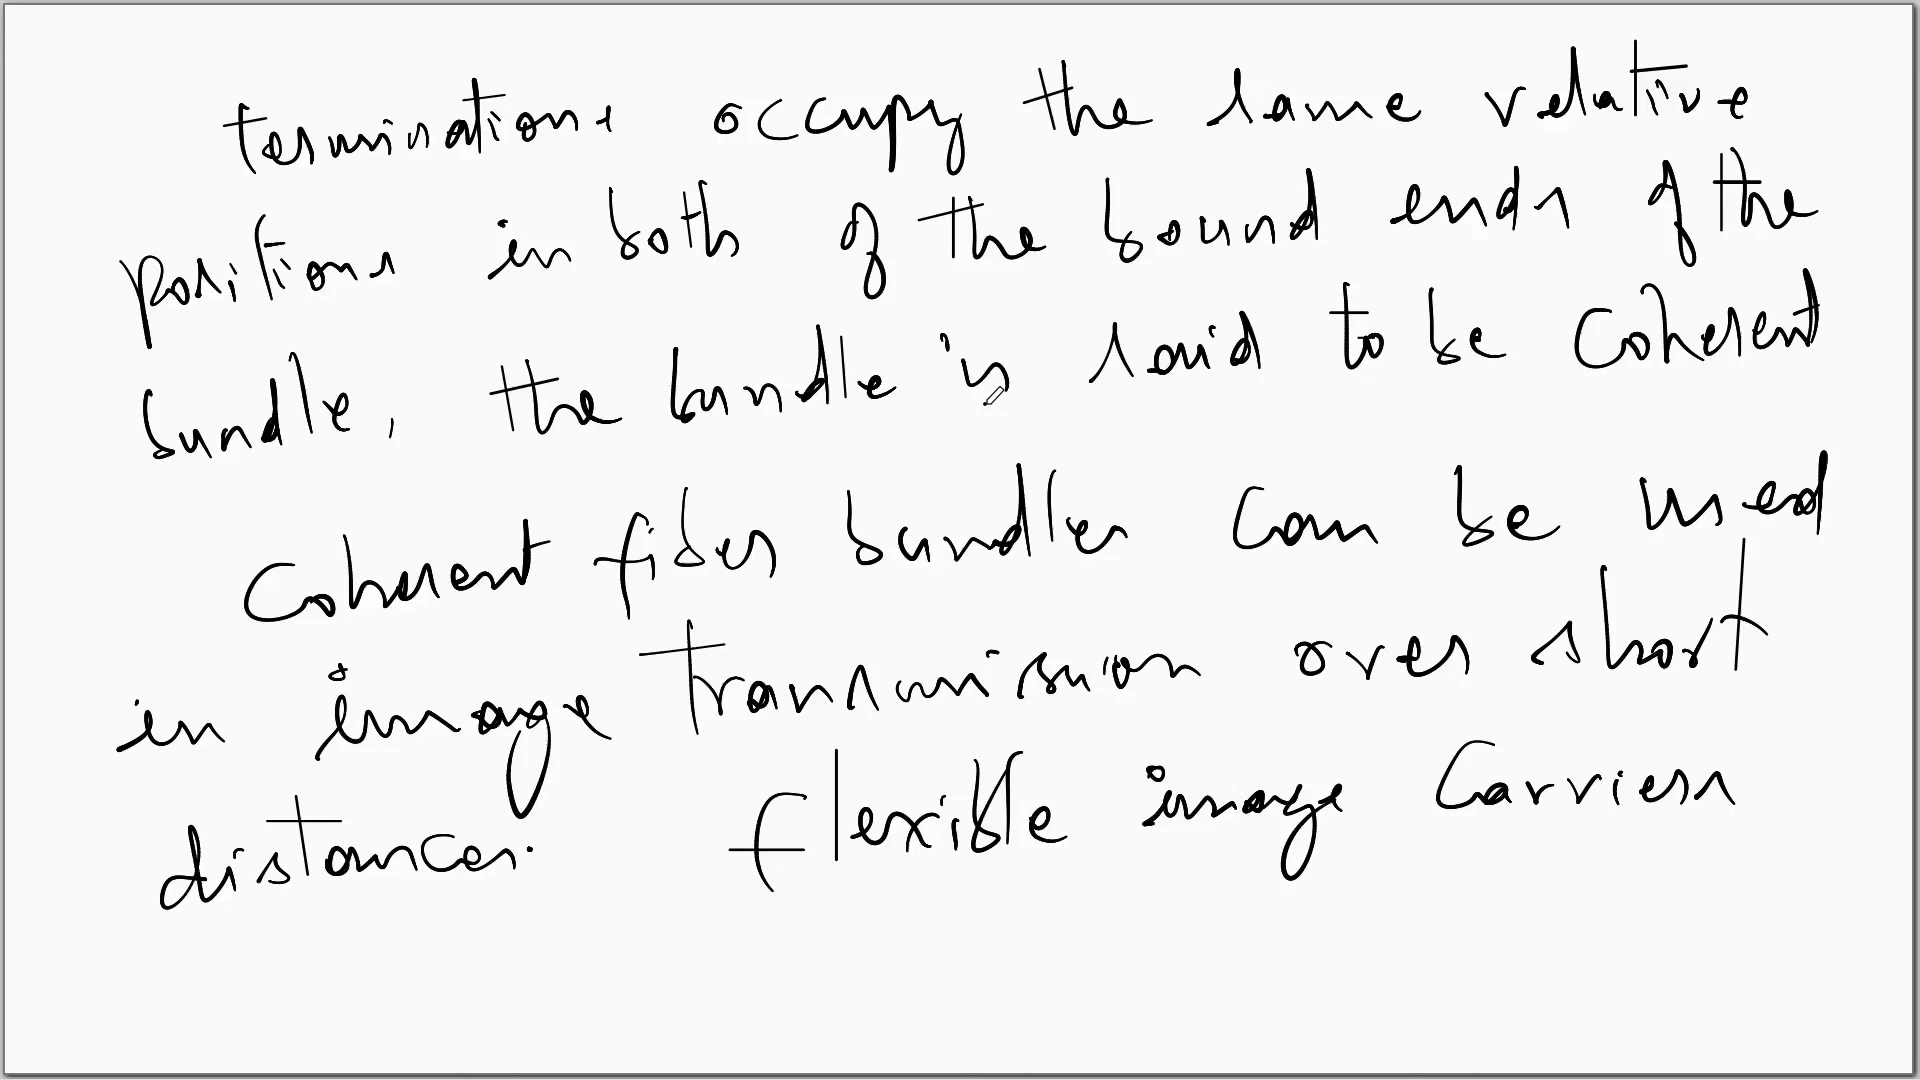 terminations occupy the same relative
positions in both of the bound ends of the
bundle, the bundle is said to be coherent
Coherent fiber bundles can be used
in image transmission over short
distances. flexible image Carriers